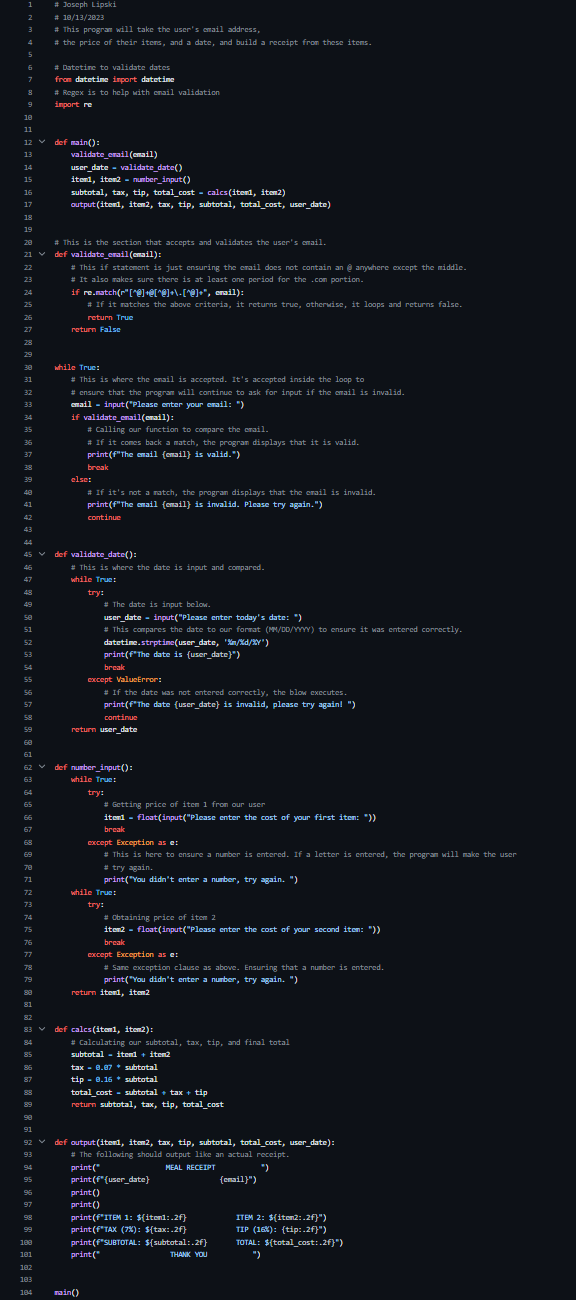 1 # Joseph Lipski
2 # 10/13/2023
3 # This program will take the user's email address,
4 # the price of their items, and a date, and build a receipt from these items.
5
6 # Datetime to validate dates
7 from datetime import datetime
8 # Regex is to help with email validation
9 import re
10
11
12 def main():
13     validate_email(email)
14     user_date = validate_date()
15     item1, item2 = number_input()
16     subtotal, tax, tip, total_cost = calcs(item1, item2)
17     output(item1, item2, tax, tip, subtotal, total_cost, user_date)
18
19
20 # This is the section that accepts and validates the user's email.
21 def validate_email(email):
22     # This if statement is just ensuring the email does not contain an @ anywhere except the middle.
23     # It also makes sure there is at least one period for the .com portion.
24     if re.match(r"[^@]+@[^@]+\.[^@]+", email):
25         # If it matches the above criteria, it returns true, otherwise, it loops and returns false.
26         return True
27     return False
28
29
30 while True:
31     # This is where the email is accepted. It's accepted inside the loop to
32     # ensure that the program will continue to ask for input if the email is invalid.
33     email = input("Please enter your email: ")
34     if validate_email(email):
35         # Calling our function to compare the email.
36         # If it comes back a match, the program displays that it is valid.
37         print(f"The email {email} is valid.")
38         break
39     else:
40         # If it's not a match, the program displays that the email is invalid.
41         print(f"The email {email} is invalid. Please try again.")
42         continue
43
44
45 def validate_date():
46     # This is where the date is input and compared.
47     while True:
48         try:
49             # The date is input below.
50             user_date = input("Please enter today's date: ")
51             # This compares the date to our format (MM/DD/YYYY) to ensure it was entered correctly.
52             datetime.strptime(user_date, '%m/%d/%Y')
53             print(f"The date is {user_date}")
54             break
55         except ValueError:
56             # If the date was not entered correctly, the blow executes.
57             print(f"The date {user_date} is invalid, please try again! ")
58             continue
59     return user_date
60
61
62 def number_input():
63     while True:
64         try:
65             # Getting price of item 1 from our user
66             item1 = float(input("Please enter the cost of your first item: "))
67             break
68         except Exception as e:
69             # This is here to ensure a number is entered. If a letter is entered, the program will make the user
70             # try again.
71             print("You didn't enter a number, try again. ")
72     while True:
73         try:
74             # Obtaining price of item 2
75             item2 = float(input("Please enter the cost of your second item: "))
76             break
77         except Exception as e:
78             # Same exception clause as above. Ensuring that a number is entered.
79             print("You didn't enter a number, try again. ")
80     return item1, item2
81
82
83 def calcs(item1, item2):
84     # Calculating our subtotal, tax, tip, and final total
85     subtotal = item1 + item2
86     tax = 0.07 * subtotal
87     tip = 0.16 * subtotal
88     total_cost = subtotal + tax + tip
89     return subtotal, tax, tip, total_cost
90
91
92 def output(item1, item2, tax, tip, subtotal, total_cost, user_date):
93     # The following should output like an actual receipt.
94     print("                MEAL RECEIPT           ")
95     print(f"{user_date}                 {email}")
96     print()
97     print()
98     print(f"ITEM 1: ${item1:.2f}            ITEM 2: ${item2:.2f}")
99     print(f"TAX (7%): ${tax:.2f}            TIP (16%): {tip:.2f}")
100     print(f"SUBTOTAL: ${subtotal:.2f}       TOTAL: ${total_cost:.2f}")
101     print("                 THANK YOU           ")
102
103
104 main()